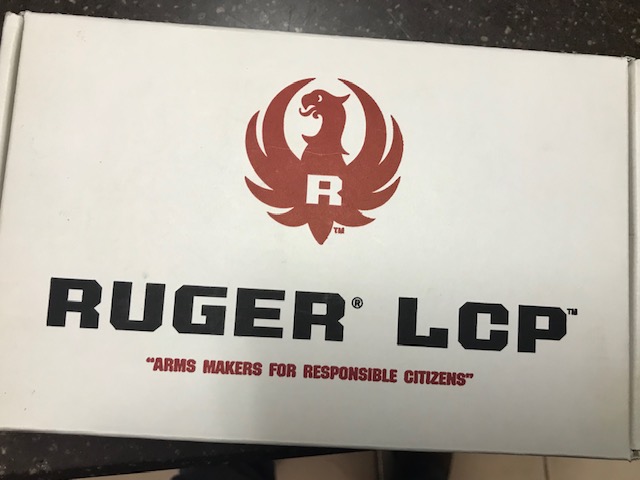 R
TM
RUGER® LCP™
"ARMS MAKERS FOR RESPONSIBLE CITIZENS"